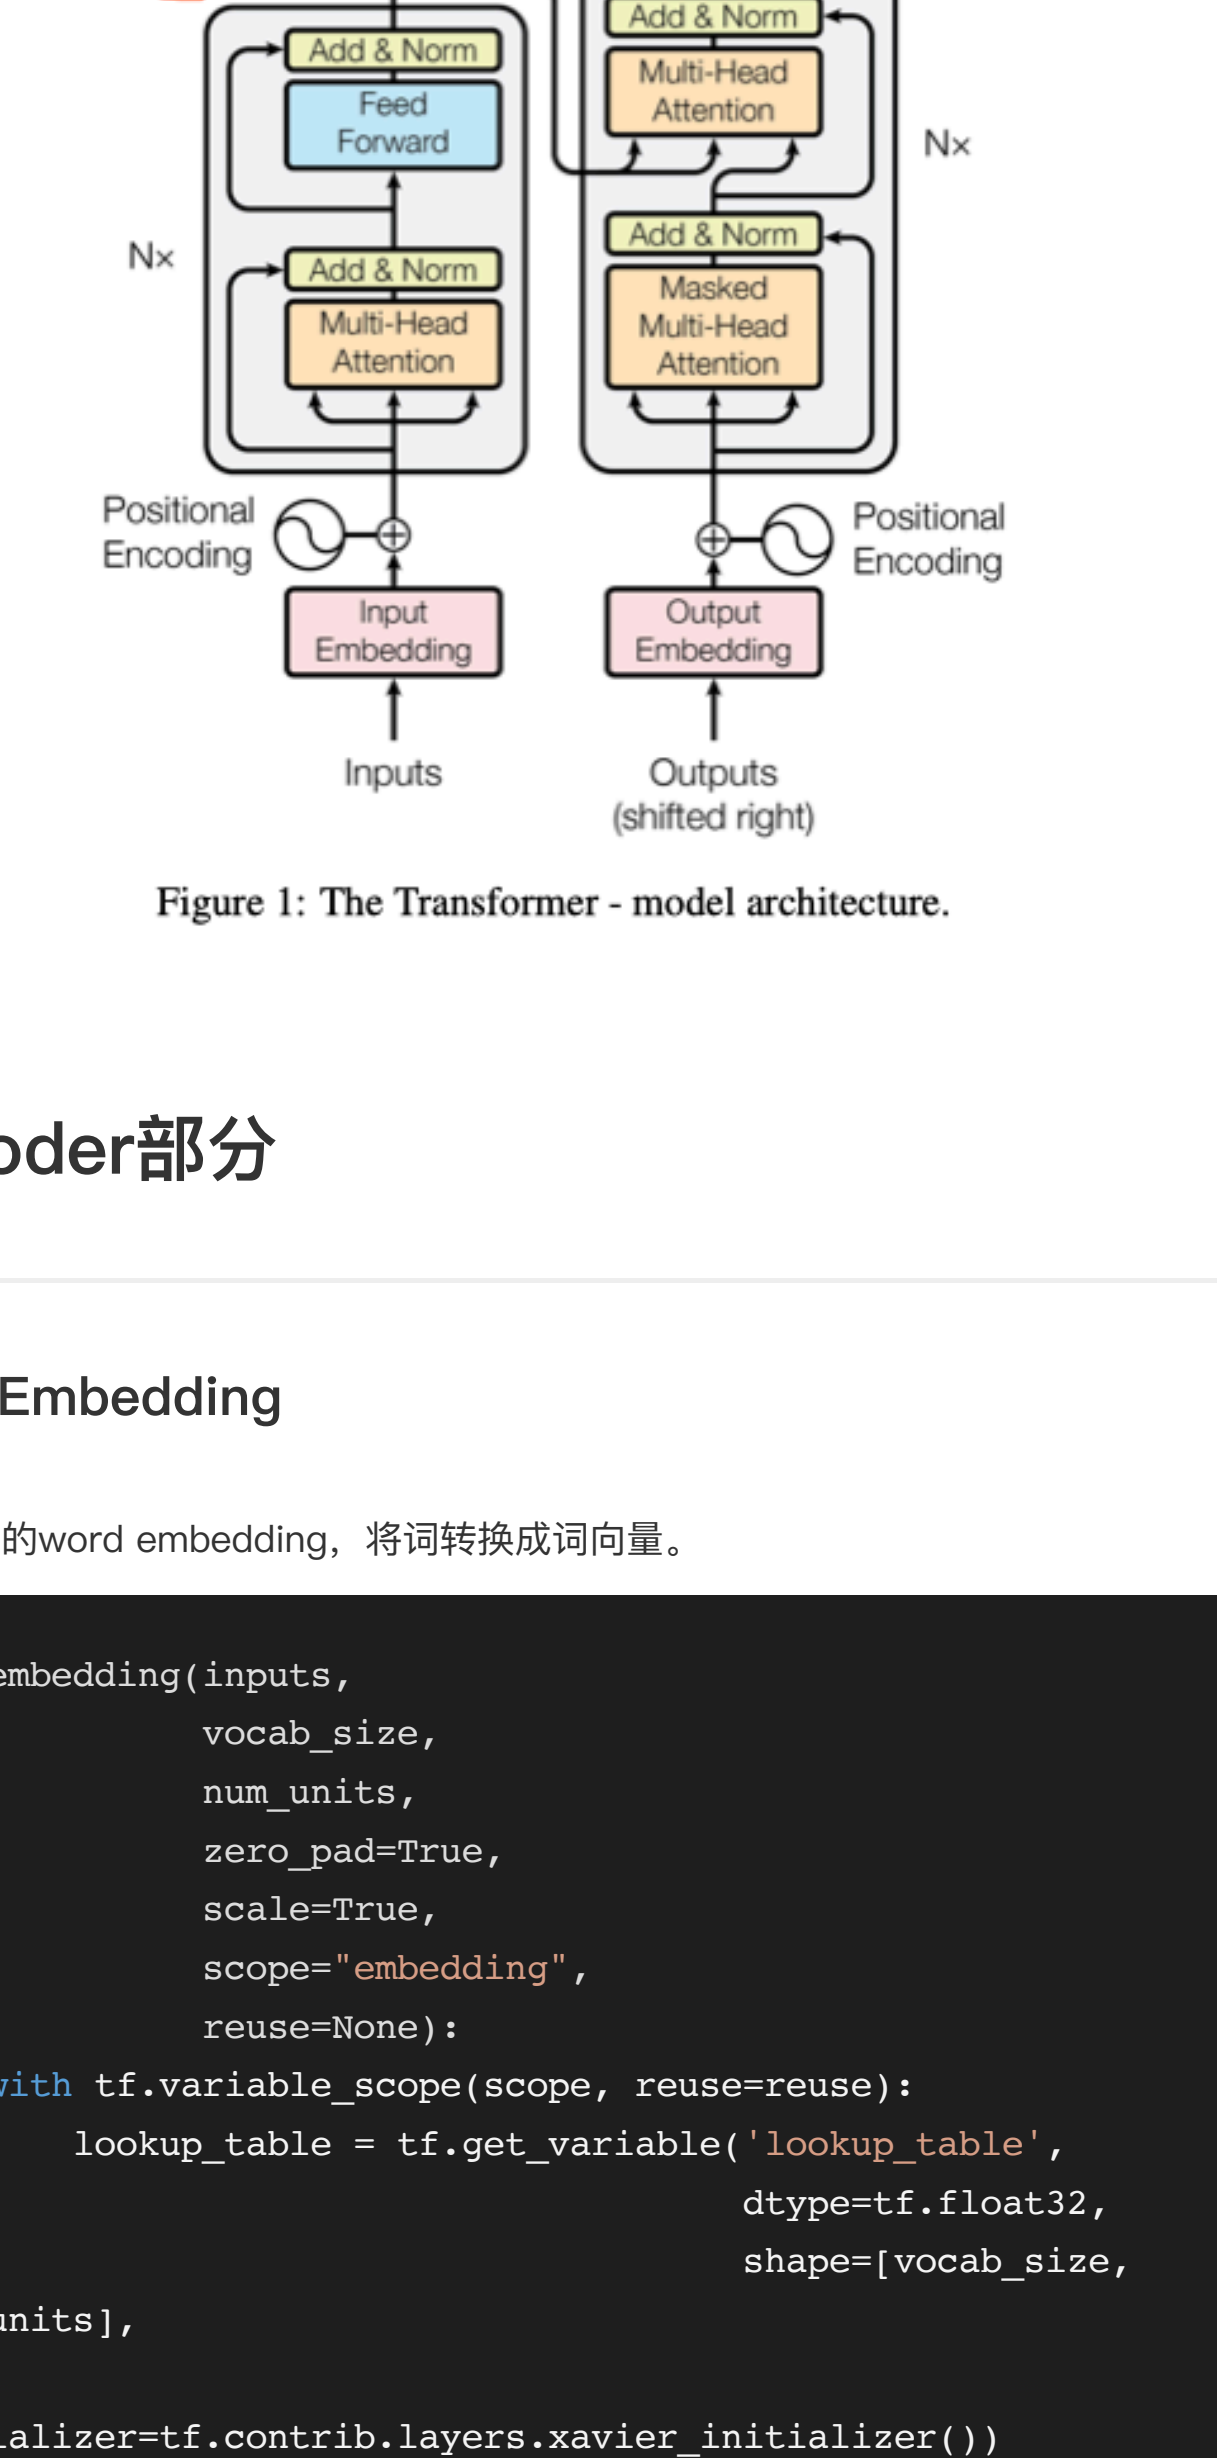 Add & Norm
Feed
Forward
Nx
Add & Norm
Multi-Head
Attention
Add & Norm
Multi-Head
Attention
Nx
Add & Norm
Masked
Multi-Head
Attention
Positional
Encoding
Positional
Encoding
Input
Embedding
Output
Embedding
Inputs
Outputs
(shifted right)
Figure 1: The Transformer - model architecture.
oder部分
Embedding
的word embedding，将词转换成词向量。
embedding(inputs,
vocab_size,
num_units,
zero_pad=True,
scale=True,
scope="embedding",
reuse=None):
with tf.variable_scope(scope, reuse=reuse):
lookup_table = tf.get_variable('lookup_table',
dtype=tf.float32,
shape=[vocab_size,
units],
ializer=tf.contrib.layers.xavier_initializer())